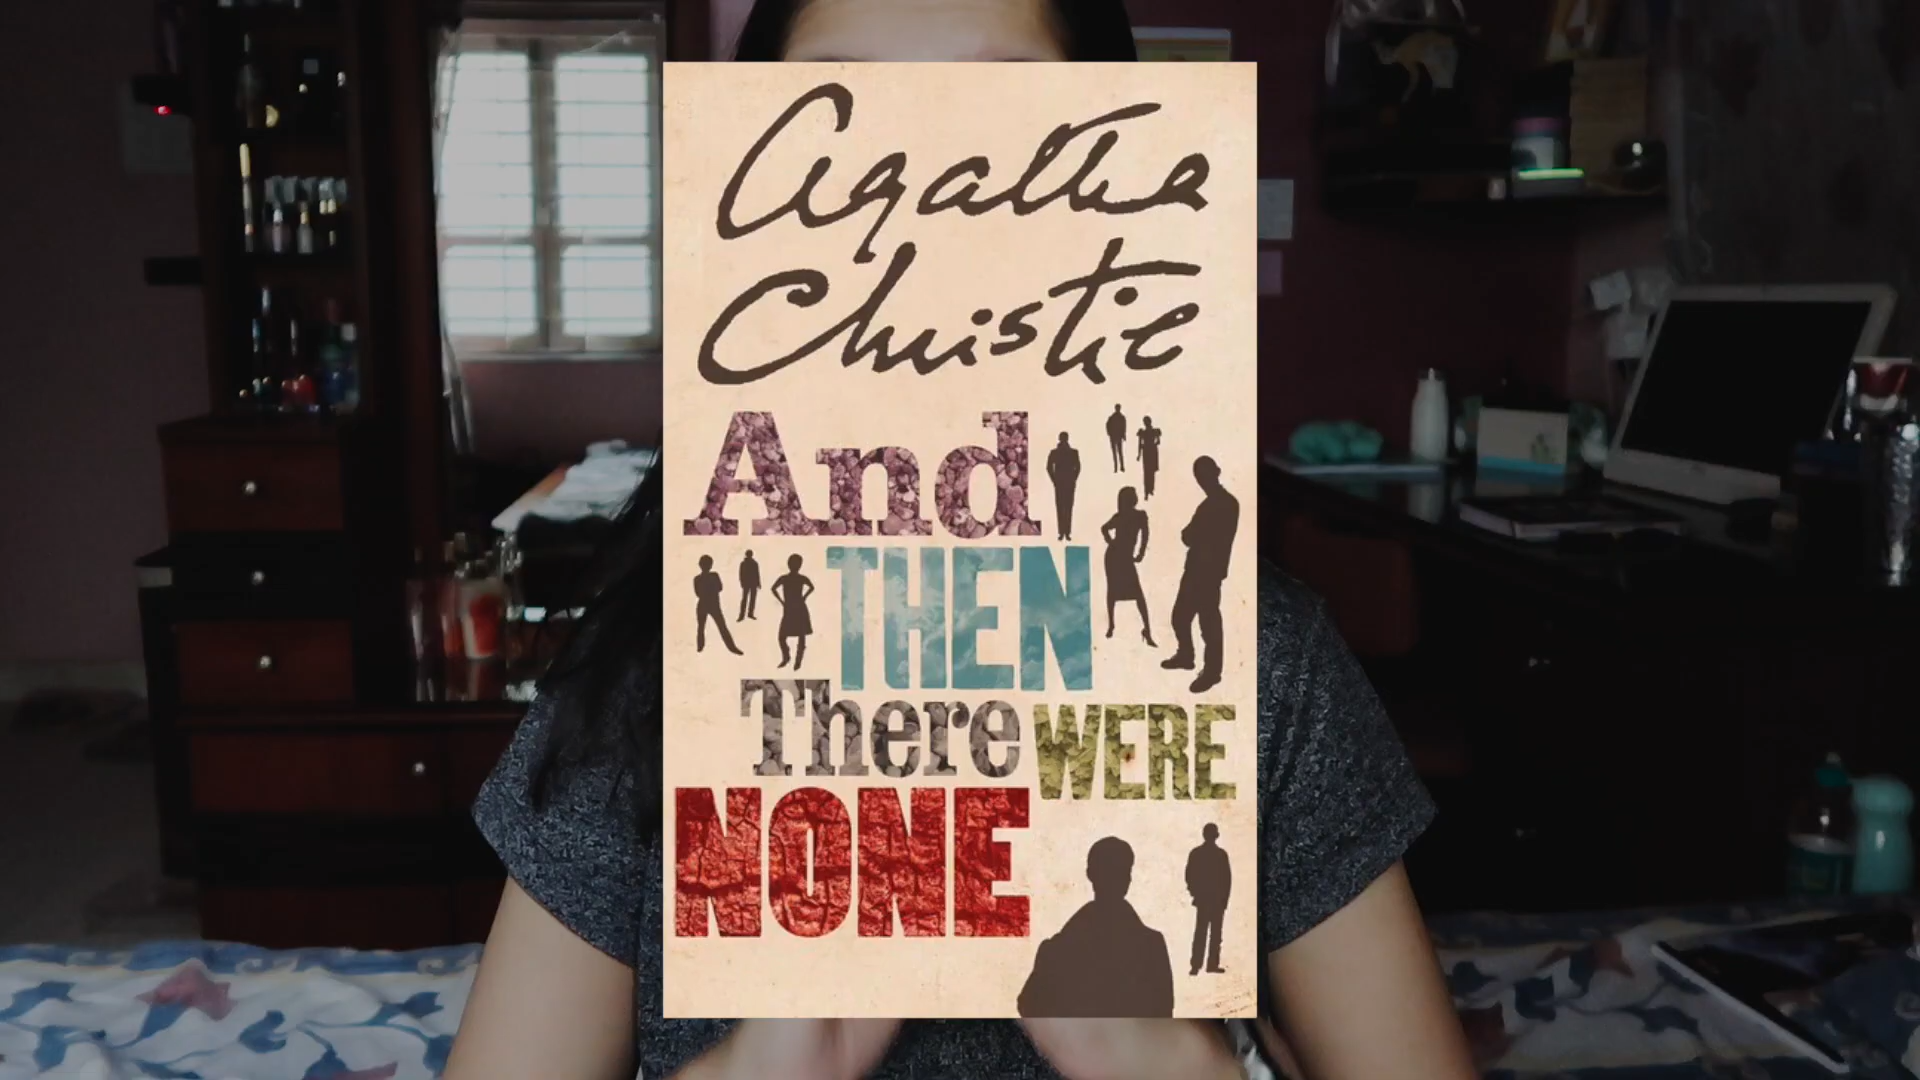 Agatha
Christie
And
THEN
There WERE
NONE